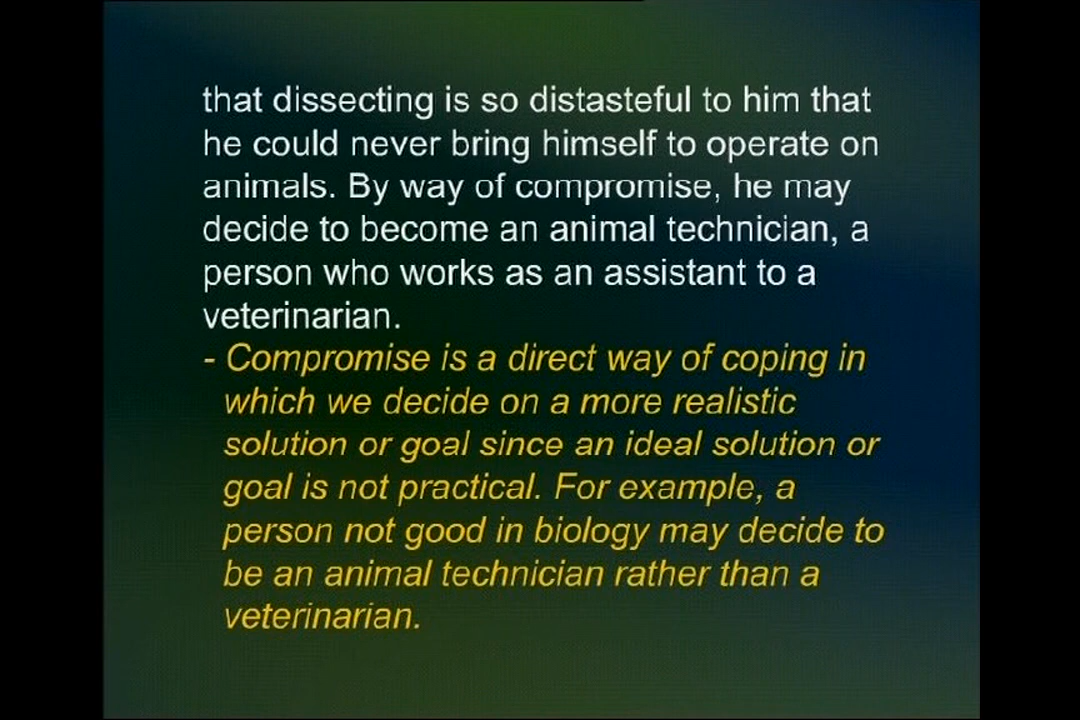 that dissecting is so distasteful to him that
he could never bring himself to operate on
animals. By way of compromise, he may
decide to become an animal technician, a
person who works as an assistant to a
veterinarian.
- Compromise is a direct way of coping in
which we decide on a more realistic
solution or goal since an ideal solution or
goal is not practical. For example, a
person not good in biology may decide to
be an animal technician rather than a
veterinarian.